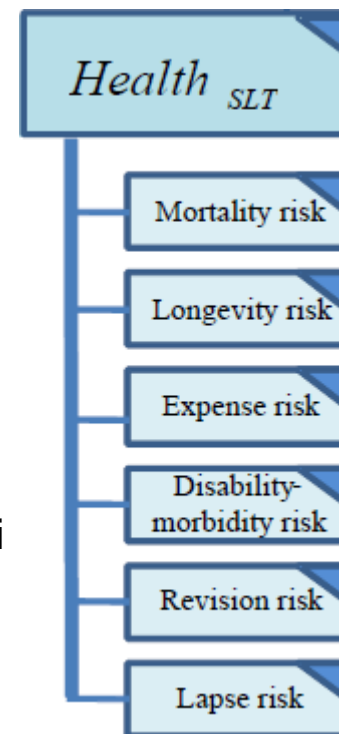 Health SLT
Mortality risk
Longevity risk
Expense risk
Disability-
morbidity risk
i
Revision risk
Lapse risk